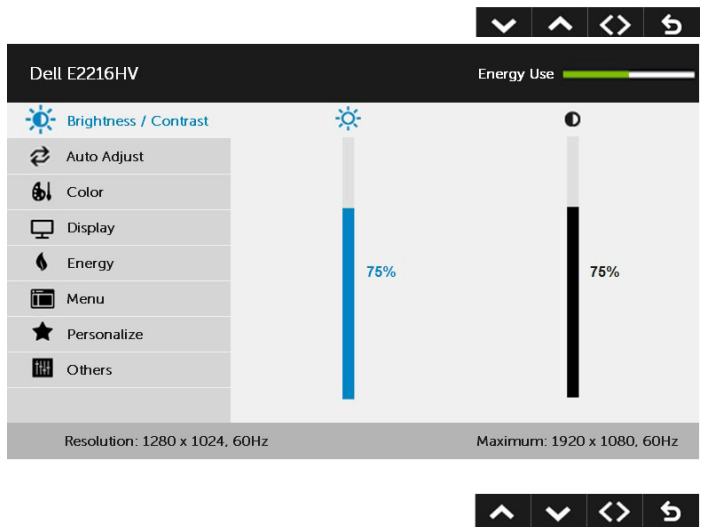 Dell E2216HV
Energy Use
Brightness / Contrast
Auto Adjust
Color
Display
Energy
75%
75%
Menu
Personalize
Others
Resolution: 1280 x 1024, 60Hz
Maximum: 1920 x 1080, 60Hz